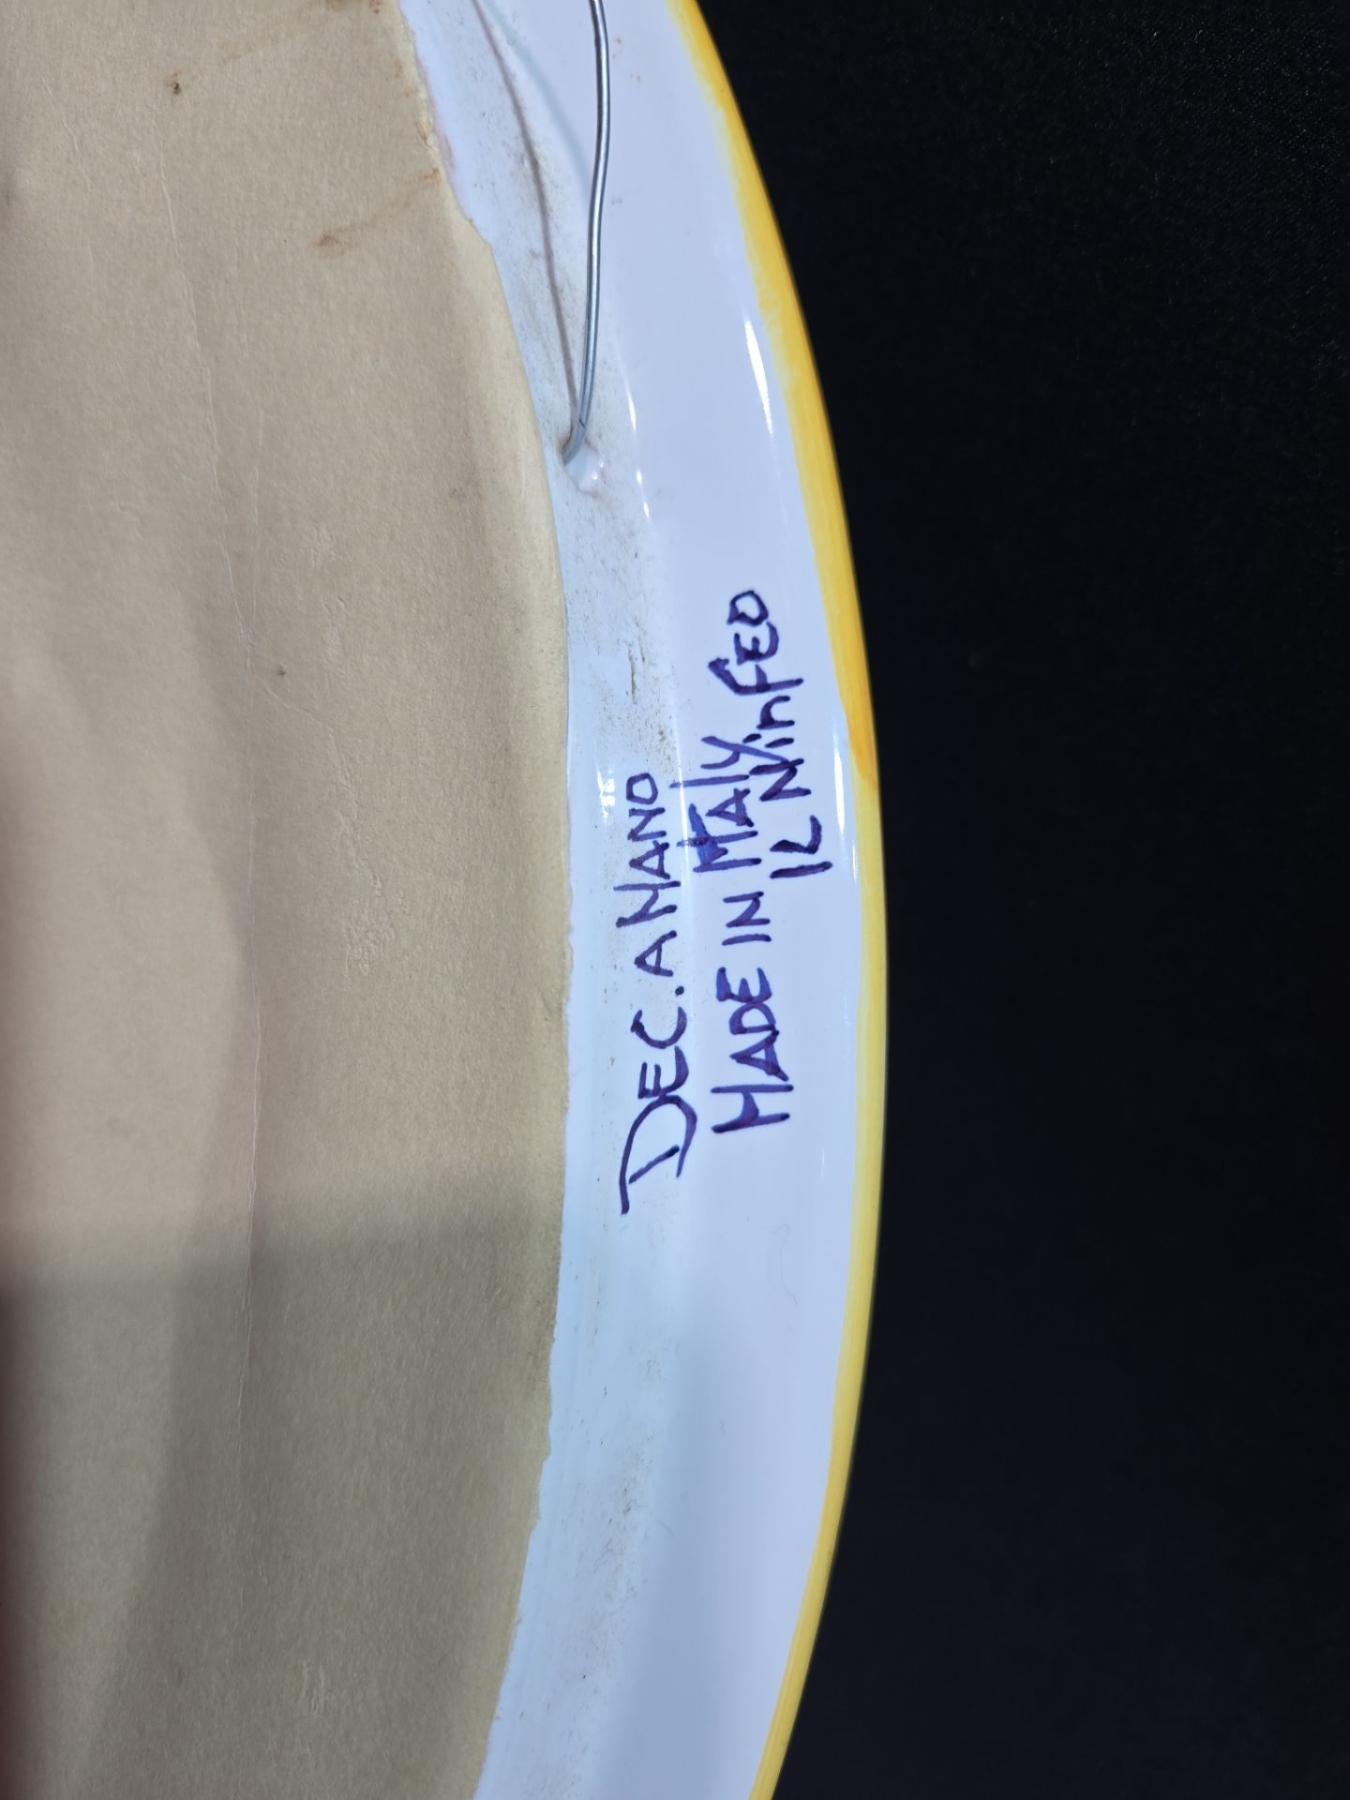 DEC. A MANO
MADE IN ITALY
IL Ninfeo